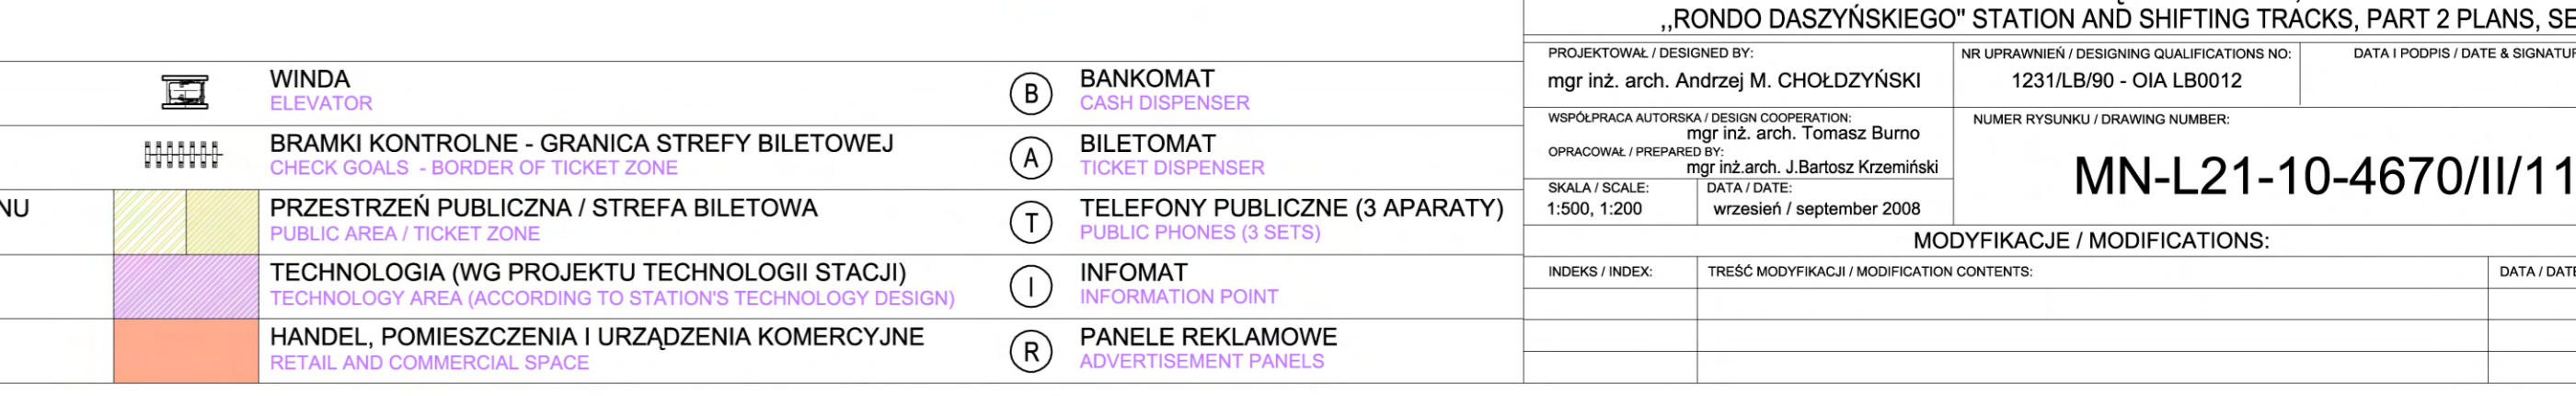 ,,RONDO DASZYŃSKIEGO" STATION AND SHIFTING TRACKS, PART 2 PLANS, SE
WINDA
ELEVATOR
BRAMKI KONTROLNE - GRANICA STREFY BILETOWEJ
CHECK GOALS - BORDER OF TICKET ZONE
NU
PRZESTRZEŃ PUBLICZNA / STREFA BILETOWA
PUBLIC AREA / TICKET ZONE
TECHNOLOGIA (WG PROJEKTU TECHNOLOGII STACJI)
TECHNOLOGY AREA (ACCORDING TO STATION'S TECHNOLOGY DESIGN)
HANDEL, POMIESZCZENIA I URZĄDZENIA KOMERCYJNE
RETAIL AND COMMERCIAL SPACE
B BANKOMAT
CASH DISPENSER
A BILETOMAT
TICKET DISPENSER
T TELEFONY PUBLICZNE (3 APARATY)
PUBLIC PHONES (3 SETS)
I INFOMAT
INFORMATION POINT
R PANELE REKLAMOWE
ADVERTISEMENT PANELS
PROJEKTOWAŁ / DESIGNED BY:
mgr inż. arch. Andrzej M. CHOŁDZYŃSKI
NR UPRAWNIEŃ / DESIGNING QUALIFICATIONS NO:
1231/LB/90 - OIA LB0012
DATA I PODPIS / DATE & SIGNATUR
WSPÓŁPRACA AUTORSKA / DESIGN COOPERATION:
mgr inż. arch. Tomasz Burno
OPRACOWAŁ / PREPARED BY:
mgr inż.arch. J.Bartosz Krzemiński
SKALA / SCALE:
1:500, 1:200
DATA / DATE:
wrzesień / september 2008
NUMER RYSUNKU / DRAWING NUMBER:
MN-L21-10-4670/II/11
MODYFIKACJE / MODIFICATIONS:
INDEKS / INDEX:
TREŚĆ MODYFIKACJI / MODIFICATION CONTENTS:
DATA / DATE